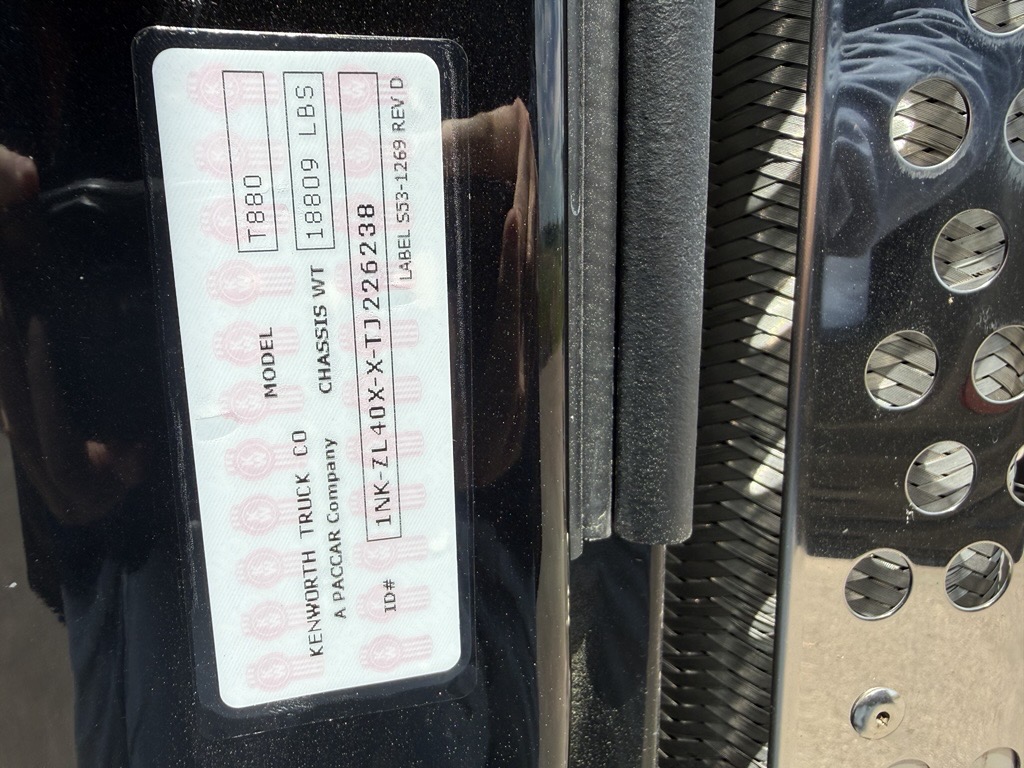 KENWORTH TRUCK CO MODEL T880
A PACCAR Company CHASSIS WT 18809 LBS
ID# 1NK-ZL40X-X-TJ226238
LABEL S53-1269 REV D